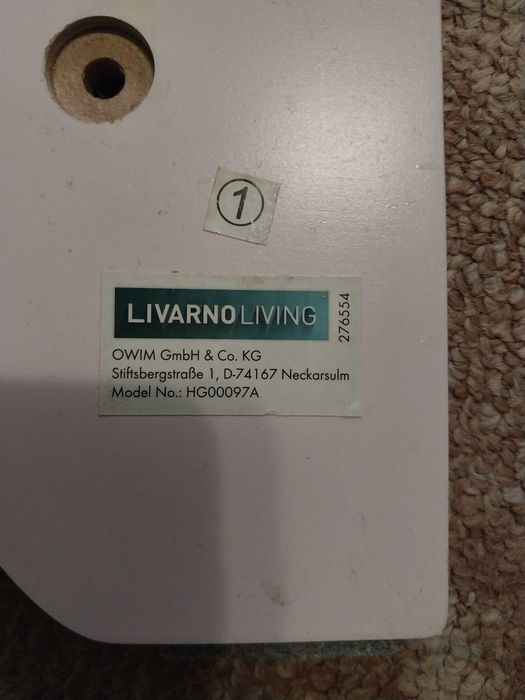 1
LIVARNO LIVING
276554
OWIM GmbH & Co. KG
Stiftsbergstraße 1, D-74167 Neckarsulm
Model No.: HG00097A